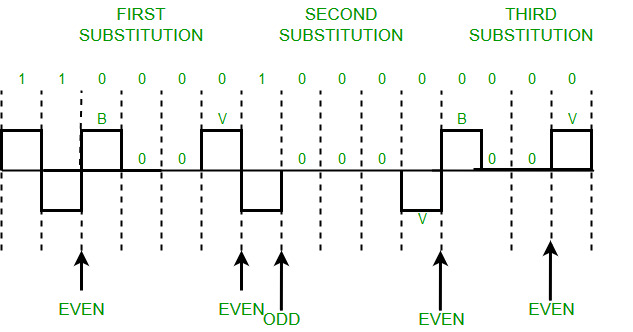 FIRST SUBSTITUTION
SECOND SUBSTITUTION
THIRD SUBSTITUTION
1 1 0 0 0 0 1 0 0 0 0 0 0 0 0
B V B V
0 0 0 0 0 0 0
V
EVEN EVEN ODD EVEN EVEN